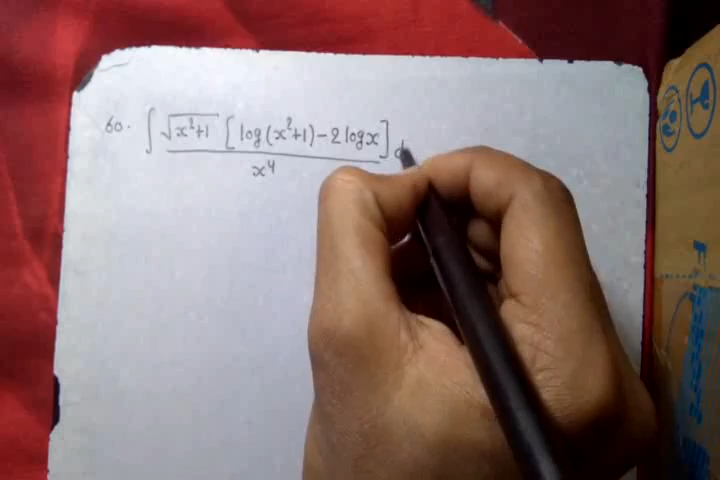 60. ∫ √(x²+1) [log(x²+1) - 2 log x] d
x⁴